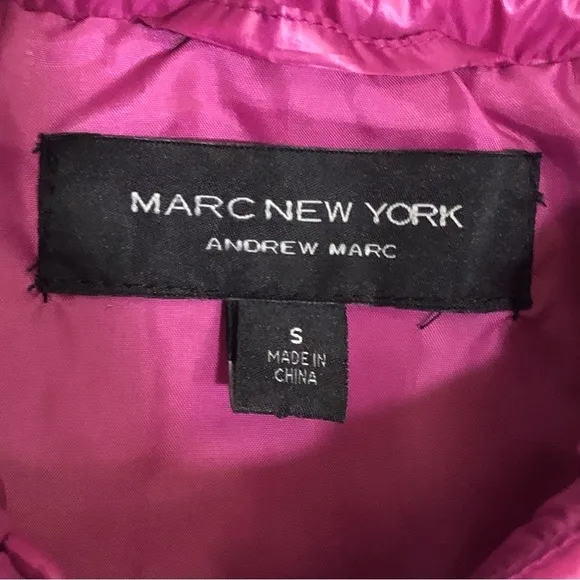 MARC NEW YORK
ANDREW MARC
S
MADE IN
CHINA